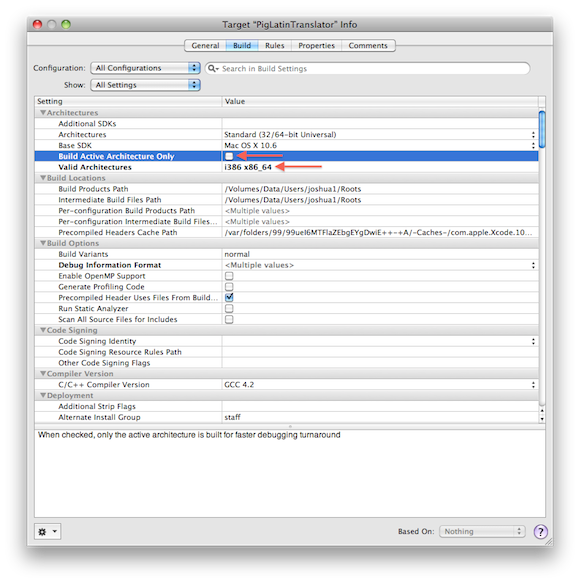 Target “PigLatinTranslator” Info
General Build Rules Properties Comments
Configuration: All Configurations Search in Build Settings
Show: All Settings
Setting Value
Architectures
Additional SDKs
Architectures Standard (32/64-bit Universal)
Base SDK Mac OS X 10.6
Build Active Architecture Only
Valid Architectures i386 x86_64
Build Locations
Build Products Path /Volumes/Data/Users/joshua1/Roots
Intermediate Build Files Path /Volumes/Data/Users/joshua1/Roots
Per-configuration Build Products Path <Multiple values>
Per-configuration Intermediate Build Files... <Multiple values>
Precompiled Headers Cache Path /var/folders/99/99ueI6MTFlaZEbgEYgDwiE++-+A/-Caches-/com.apple.Xcode.10...
Build Options
Build Variants normal
Debug Information Format <Multiple values>
Enable OpenMP Support
Generate Profiling Code
Precompiled Header Uses Files From Build...
Run Static Analyzer
Scan All Source Files for Includes
Code Signing
Code Signing Identity
Code Signing Resource Rules Path
Other Code Signing Flags
Compiler Version
C/C++ Compiler Version GCC 4.2
Deployment
Additional Strip Flags
Alternate Install Group staff
When checked, only the active architecture is built for faster debugging turnaround
Based On: Nothing ?